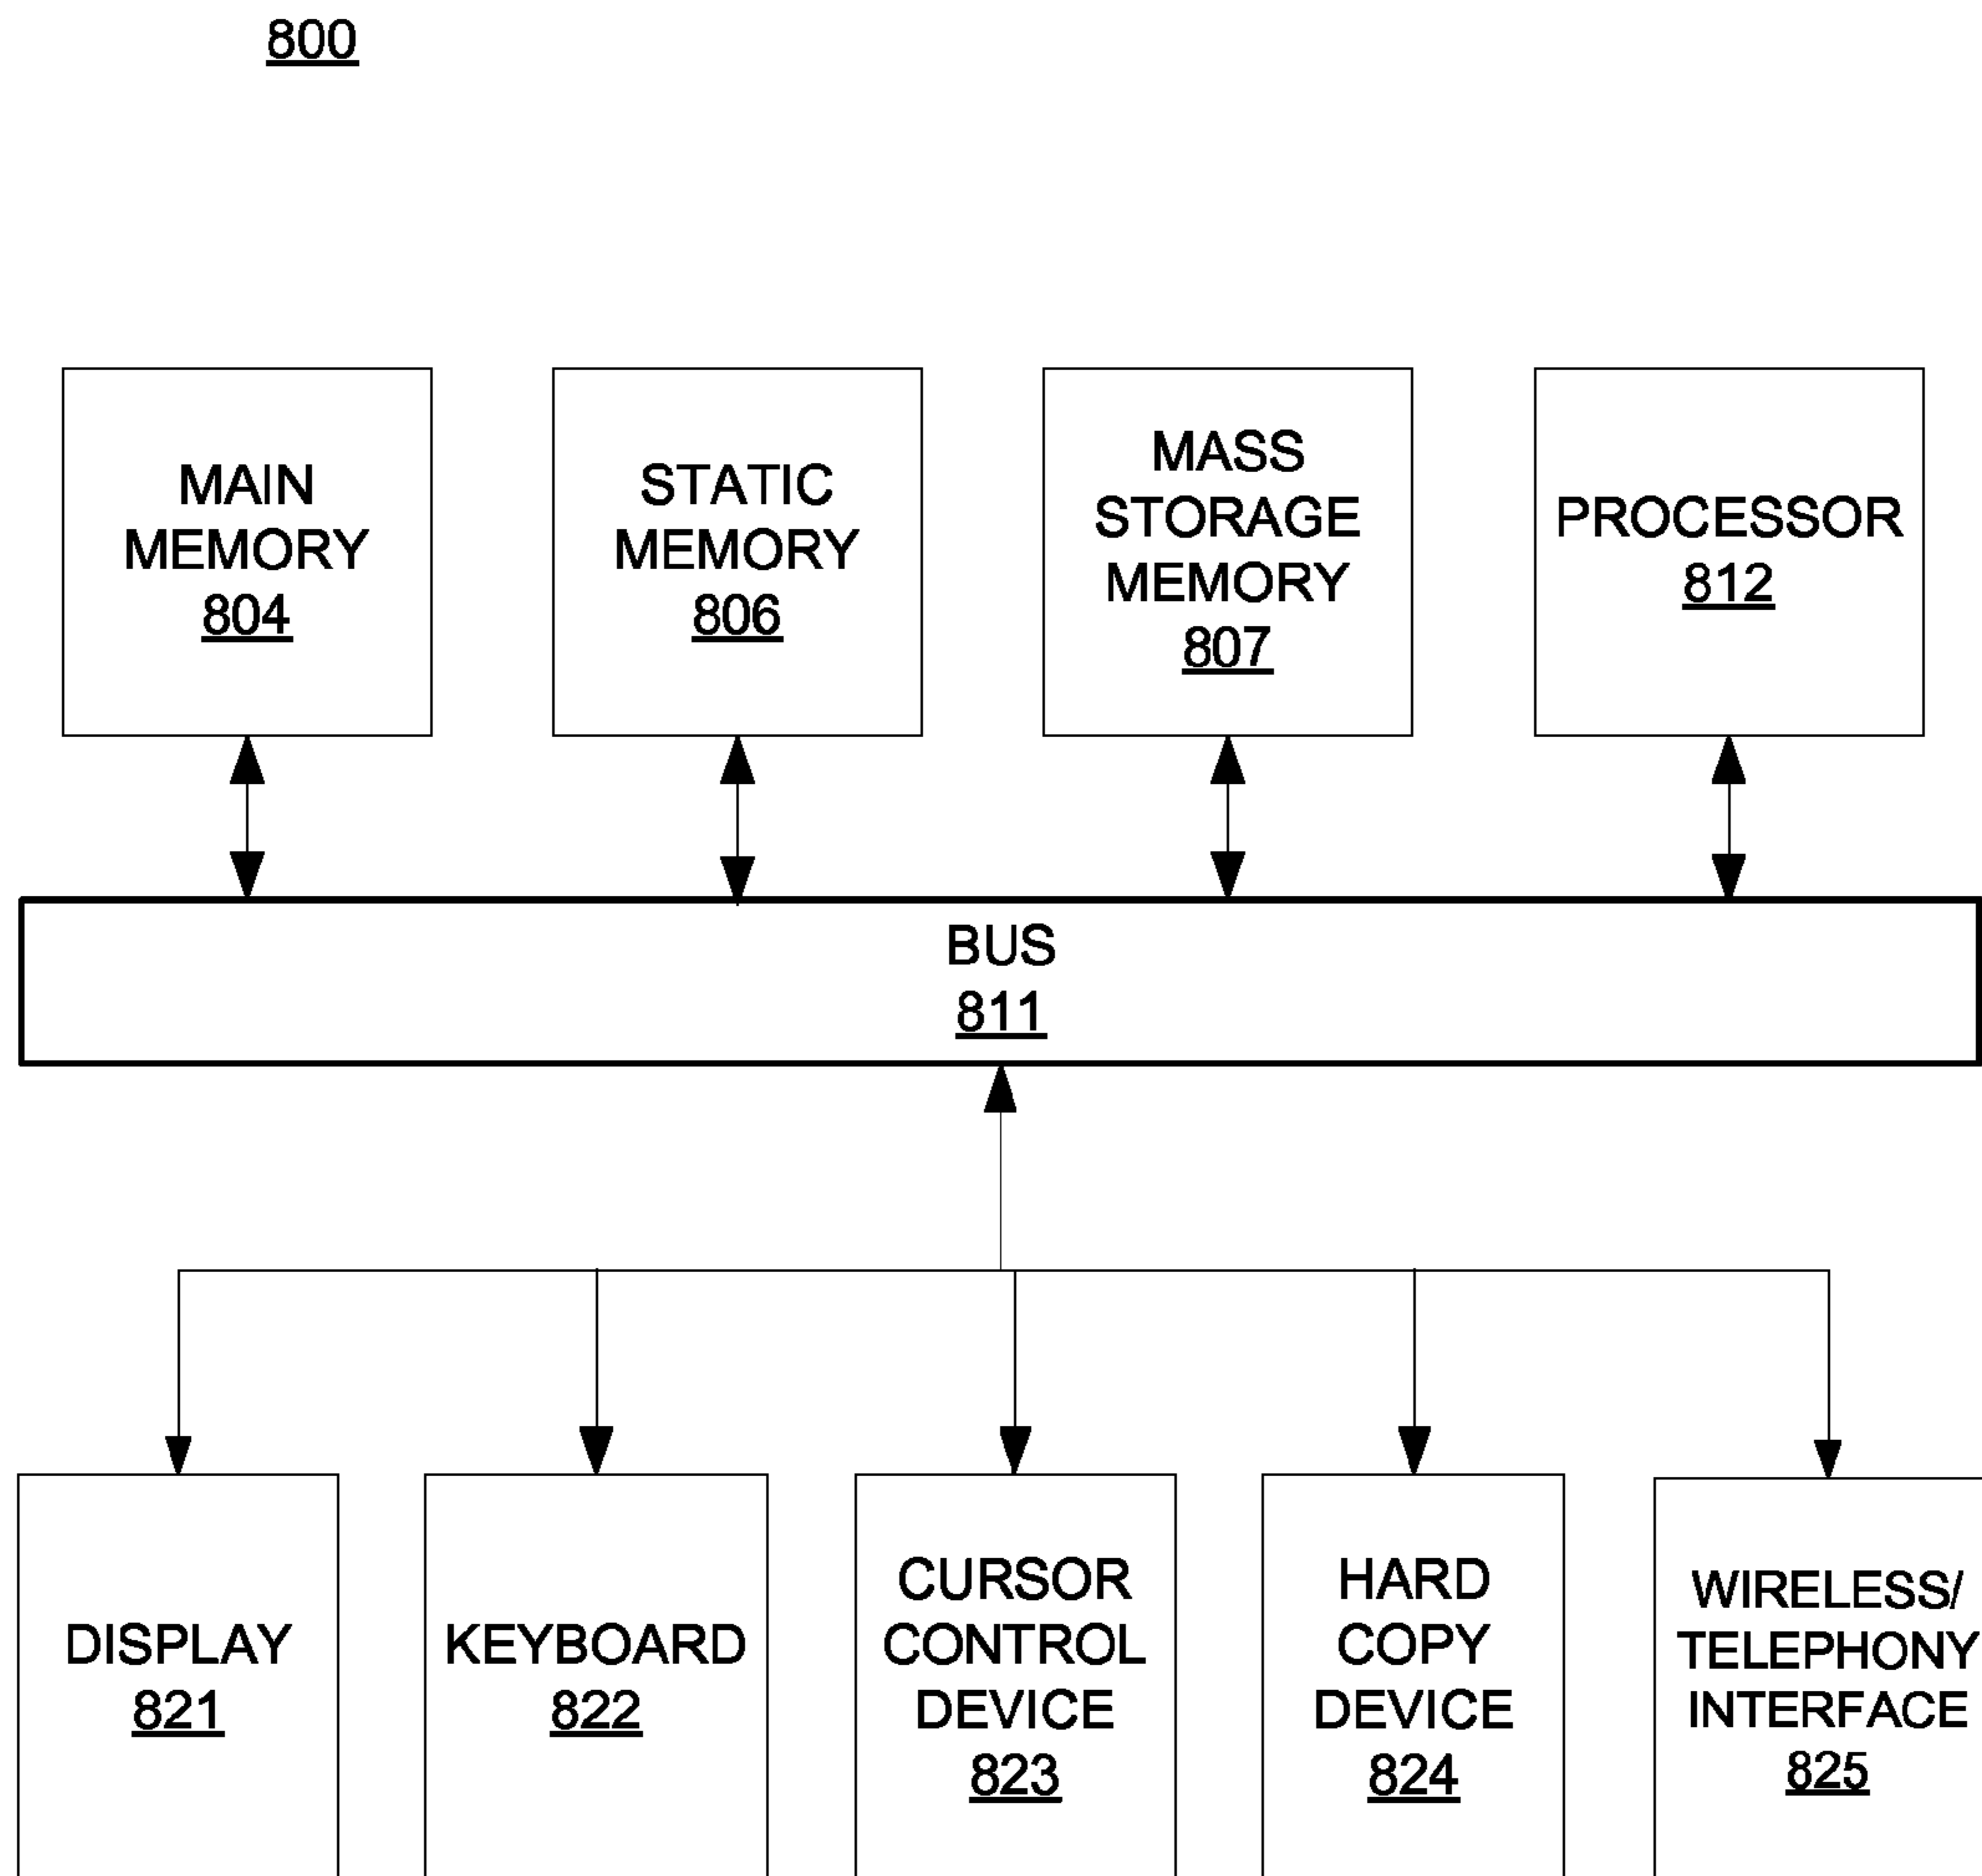 800
MAIN
MEMORY
804
STATIC
MEMORY
806
MASS
STORAGE
MEMORY
807
PROCESSOR
812
BUS
811
DISPLAY
821
KEYBOARD
822
CURSOR
CONTROL
DEVICE
823
HARD
COPY
DEVICE
824
WIRELESS/
TELEPHONY
INTERFACE
825